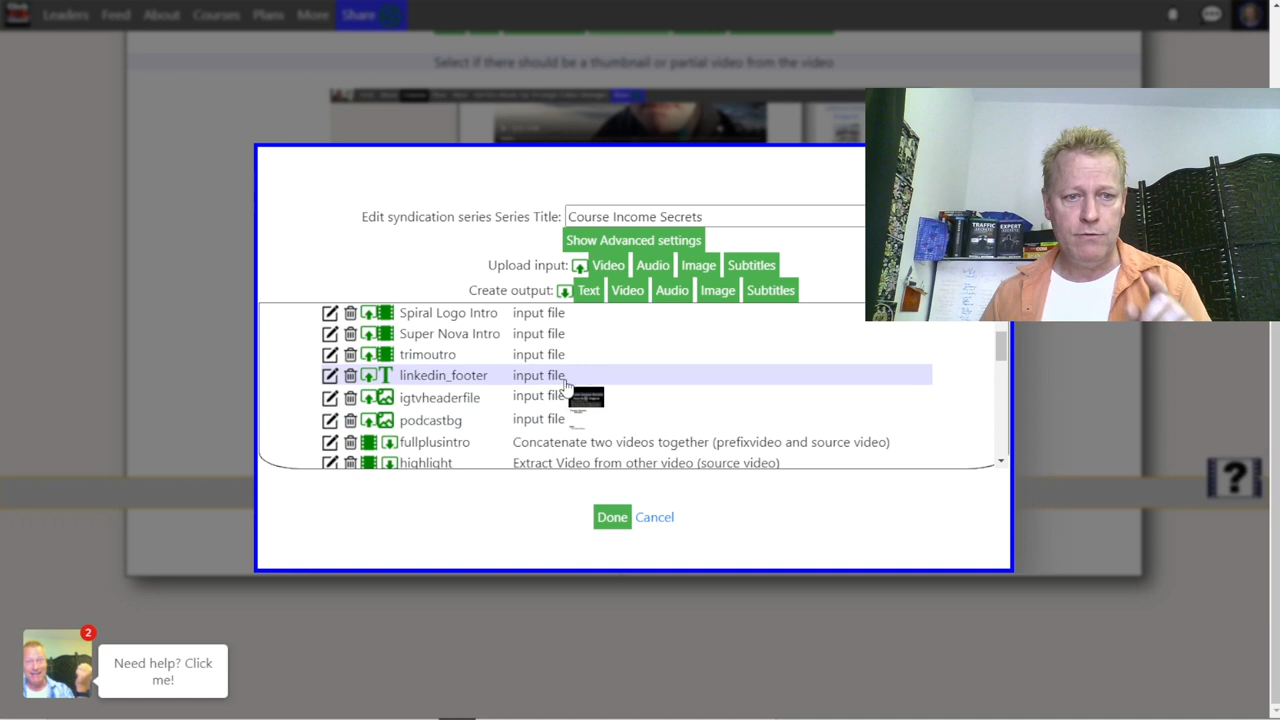 Leaders Feed About Courses Plans More Share
Select if there should be a thumbnail or partial video from the video
Edit syndication series Series Title: Course Income Secrets
Show Advanced settings
Upload input: Video Audio Image Subtitles
Create output: Text Video Audio Image Subtitles
Spiral Logo Intro input file
Super Nova Intro input file
trimoutro input file
T linkedin_footer input file
igtvheaderfile input file
podcastbg input file
fullplusintro Concatenate two videos together (prefixvideo and source video)
highlight Extract Video from other video (source video)
Done Cancel
TRAFFIC
SECRETS
EXPERT
SECRETS
?
2
Need help? Click
me!